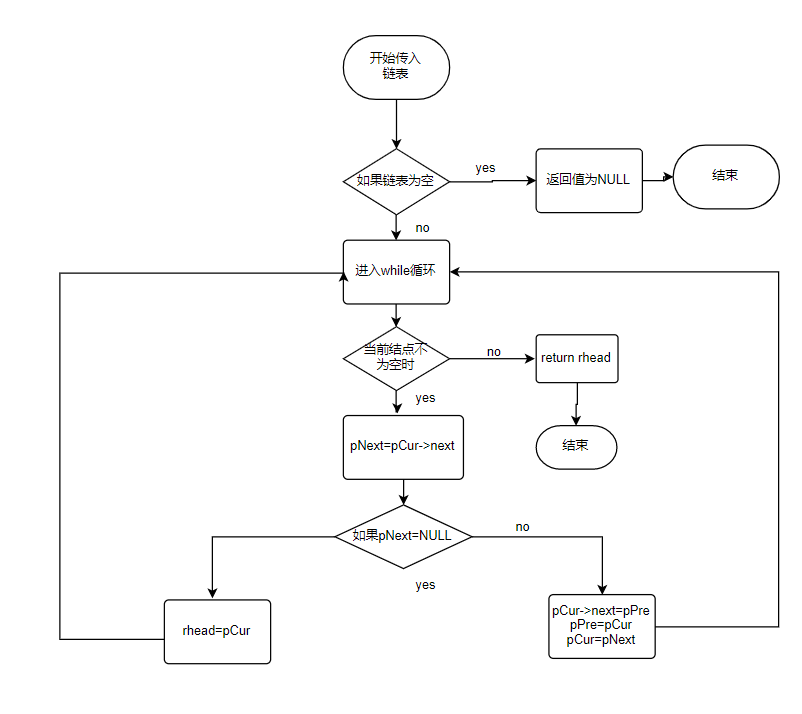 开始传入
链表
如果链表为空
yes
返回值为NULL
结束
no
进入while循环
当前结点不
为空时
no
return rhead
yes
pNext=pCur->next
结束
如果pNext=NULL
no
yes
rhead=pCur
pCur->next=pPre
pPre=pCur
pCur=pNext